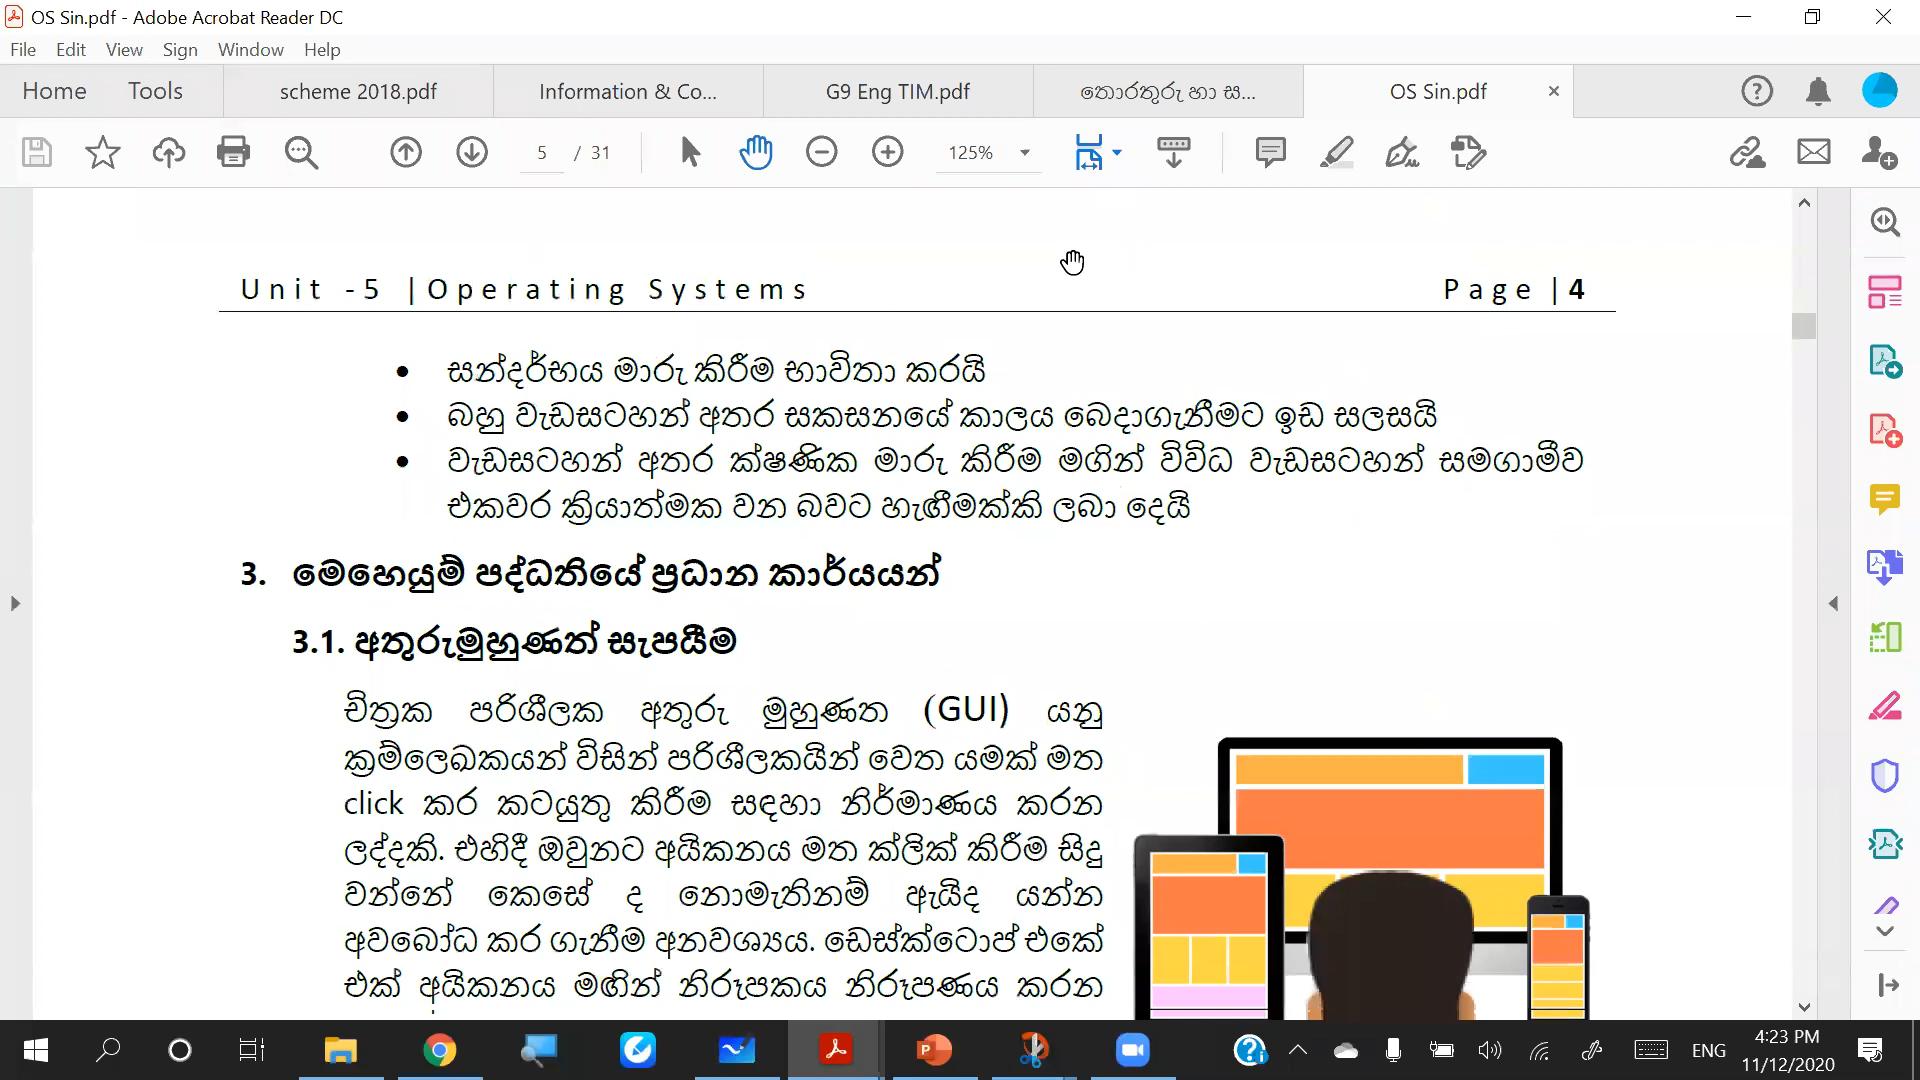 OS Sin.pdf - Adobe Acrobat Reader DC
File Edit View Sign Window Help
Home Tools scheme 2018.pdf Information & Co... G9 Eng TIM.pdf තොරතුරු හා ස... OS Sin.pdf
5 / 31 125%
Unit -5 |Operating Systems Page |4
• සන්දර්භය මාරු කිරීම භාවිතා කරයි
• බහු වැඩසටහන් අතර සකසනයේ කාලය බෙදාගැනීමට ඉඩ සලසයි
• වැඩසටහන් අතර ක්ෂණික මාරු කිරීම මගින් විවිධ වැඩසටහන් සමගාමීව
එකවර ක්‍රියාත්මක වන බවට හැඟීමක්කි ලබා දෙයි
3. මෙහෙයුම් පද්ධතියේ ප්‍රධාන කාර්යයන්
3.1. අතුරුමුහුණත් සැපයීම
චිත්‍රක පරිශීලක අතුරු මුහුණත (GUI) යනු
ක්‍රම්ලෙඛකයන් විසින් පරිශීලකයින් වෙත යමක් මත
click කර කටයුතු කිරීම සඳහා නිර්මාණය කරන
ලද්දකි. එහිදී ඔවුනට අයිකනය මත ක්ලික් කිරීම සිදු
වන්නේ කෙසේ ද නොමැතිනම් ඇයිද යන්න
අවබෝධ කර ගැනීම අනවශ්‍යය. ඩෙස්ක්ටොප් එකේ
එක් අයිකනය මඟින් නිරූපකය නිරූපණය කරන
ENG
4:23 PM
11/12/2020